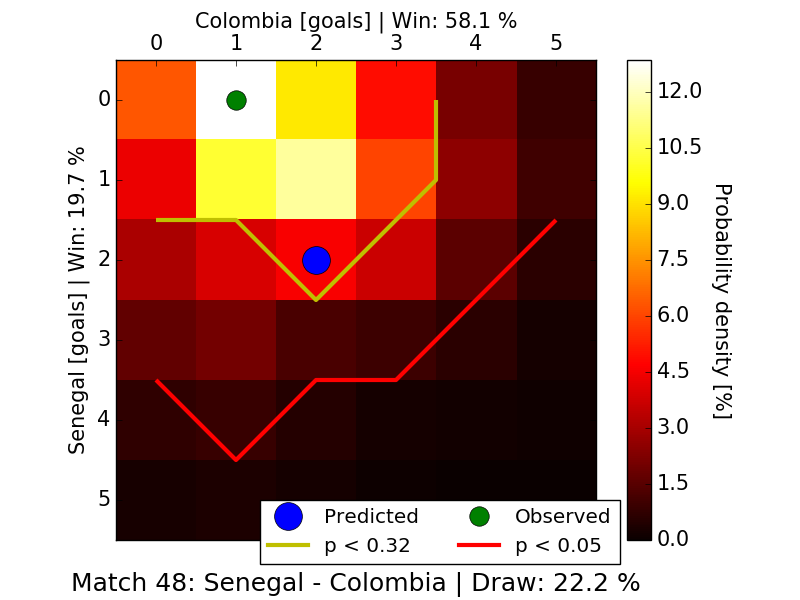 Colombia [goals] | Win: 58.1 %
0 1 2 3 4 5
Senegal [goals] | Win: 19.7 %
0
1
2
3
4
5
12.0
10.5
9.0
7.5
6.0
4.5
3.0
1.5
0.0
Probability density [%]
Predicted Observed
p < 0.32 p < 0.05
Match 48: Senegal - Colombia | Draw: 22.2 %